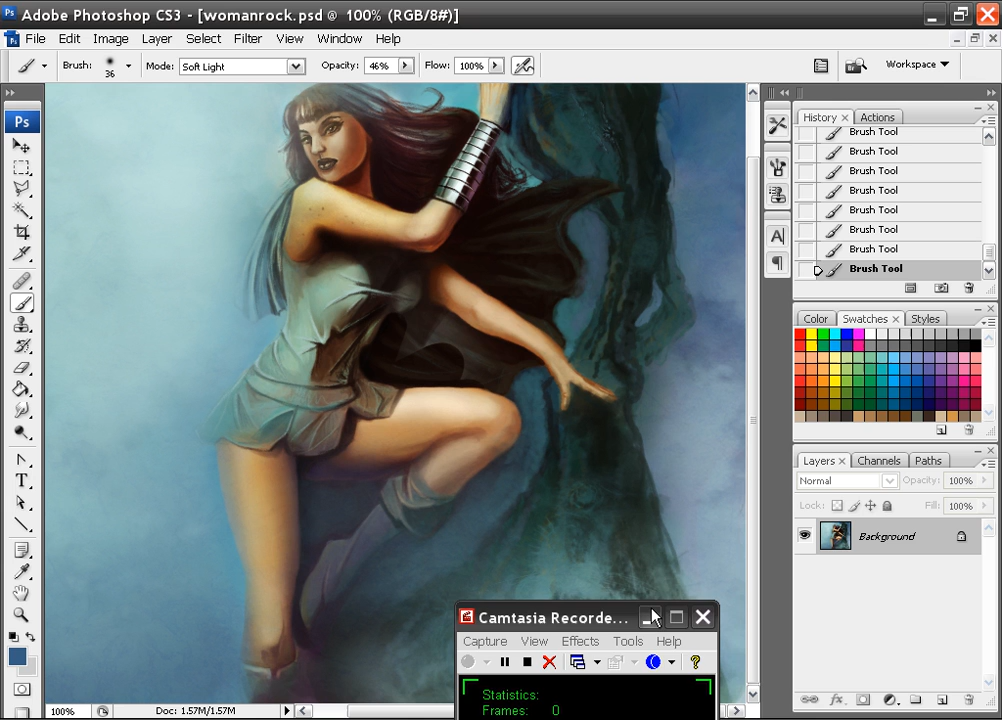 Adobe Photoshop CS3 - [womanrock.psd @ 100% (RGB/8#)]
File Edit Image Layer Select Filter View Window Help
Brush: 36 Mode: Soft Light Opacity: 46% Flow: 100% Workspace
Ps
History Actions
Brush Tool
Brush Tool
Brush Tool
Brush Tool
Brush Tool
Brush Tool
Brush Tool
Brush Tool
Color Swatches Styles
Layers Channels Paths
Normal Opacity: 100%
Lock: Fill: 100%
Background
Camtasia Recorde...
Capture View Effects Tools Help
Statistics:
Frames: 0
100% Doc: 1.57M/1.57M